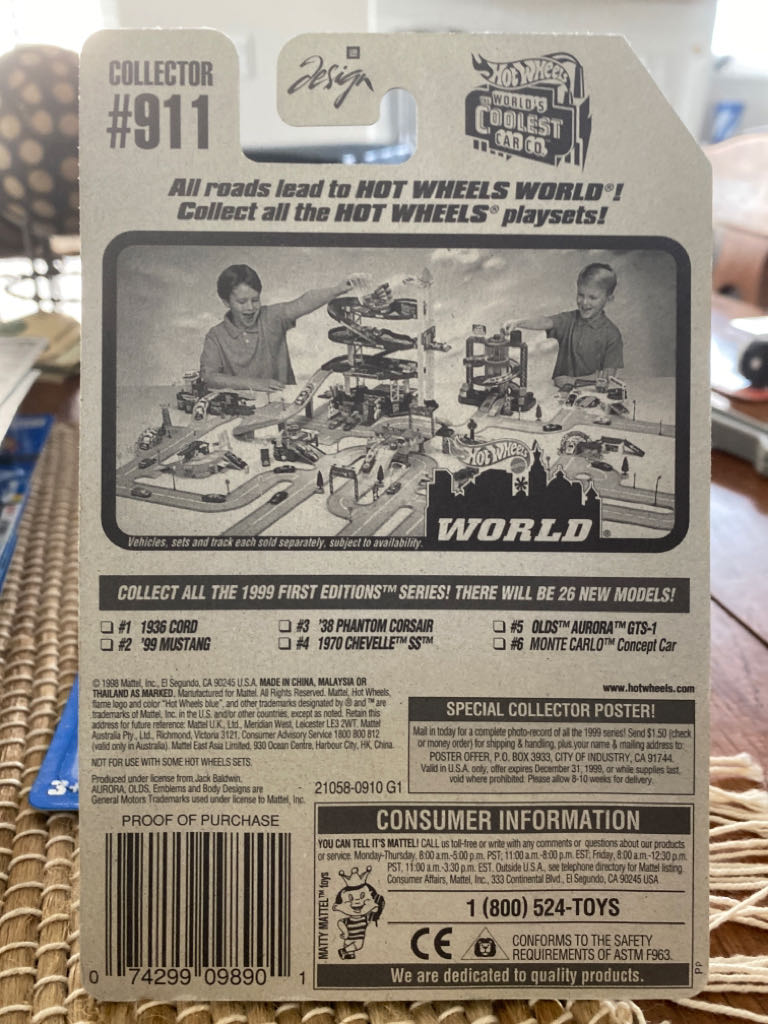 COLLECTOR
#911
design
HOT WHEELS
WORLD'S
COOLEST
CAR CO.
All roads lead to HOT WHEELS WORLD®!
Collect all the HOT WHEELS® playsets!
HOT WHEELS
WORLD®
Vehicles, sets and track each sold separately, subject to availability.
COLLECT ALL THE 1999 FIRST EDITIONS™ SERIES! THERE WILL BE 26 NEW MODELS!
❏ #1 1936 CORD ❏ #3 '38 PHANTOM CORSAIR ❏ #5 OLDS™ AURORA™ GTS-1
❏ #2 '99 MUSTANG ❏ #4 1970 CHEVELLE™ SS™ ❏ #6 MONTE CARLO™ Concept Car
© 1998 Mattel, Inc., El Segundo, CA 90245 U.S.A. MADE IN CHINA, MALAYSIA OR
THAILAND AS MARKED. Manufactured for Mattel. All Rights Reserved. Mattel, Hot Wheels,
flame logo and color "Hot Wheels blue", and other trademarks designated by ® and ™ are
trademarks of Mattel, Inc. in the U.S. and/or other countries, except as noted. Retain this
address for future reference: Mattel U.K., Ltd., Meridian West, Leicester LE3 2WT. Mattel
Australia Pty., Ltd., Richmond, Victoria 3121, Consumer Advisory Service 1800 800 812
(valid only in Australia). Mattel East Asia Limited, 930 Ocean Centre, Harbour City, HK, China.
NOT FOR USE WITH SOME HOT WHEELS SETS.
Produced under license from Jack Baldwin.
AURORA, OLDS, Emblems and Body Designs are
General Motors Trademarks used under license to Mattel, Inc.
21058-0910 G1
www.hotwheels.com
SPECIAL COLLECTOR POSTER!
Mail in today for a complete photo-record of all the 1999 series! Send $1.50 (check
or money order) for shipping & handling, plus your name & mailing address to:
POSTER OFFER, P.O. BOX 3933, CITY OF INDUSTRY, CA 91744.
Valid in U.S.A. only, offer expires December 31, 1999, or while supplies last,
void where prohibited. Please allow 8-10 weeks for delivery.
PROOF OF PURCHASE
0 74299 09890 1
CONSUMER INFORMATION
YOU CAN TELL IT'S MATTEL! CALL us toll-free or write with any comments or questions about our products
or service. Monday-Thursday, 8:00 a.m.-5:00 p.m. PST; 11:00 a.m.-8:00 p.m. EST; Friday, 8:00 a.m.-12:30 p.m.
PST, 11:00 a.m.-3:30 p.m. EST. Outside U.S.A., see telephone directory for Mattel listing.
Consumer Affairs, Mattel, Inc., 333 Continental Blvd., El Segundo, CA 90245 USA
MATTY MATTEL™ toys
1 (800) 524-TOYS
CE
CONFORMS TO THE SAFETY
REQUIREMENTS OF ASTM F963.
We are dedicated to quality products.
PP
3+